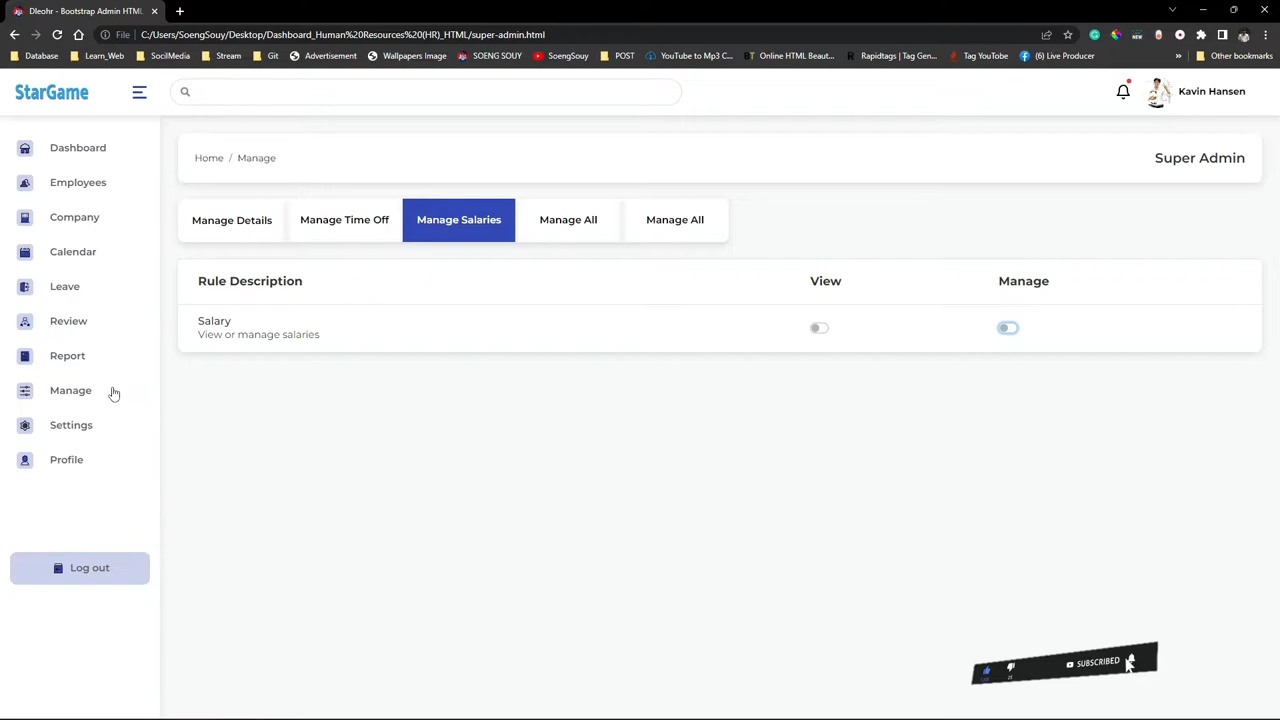 Dleohr - Bootstrap Admin HTML
File
C:/Users/SoengSouy/Desktop/Dashboard_Human%20Resources%20(HR)_HTML/super-admin.html
Database
Learn_Web
SocilMedia
Stream
Git
Advertisement
Wallpapers Image
SOENG SOUY
SoengSouy
POST
YouTube to Mp3 C...
Online HTML Beaut...
Rapidtags | Tag Gen...
Tag YouTube
(6) Live Producer
»
Other bookmarks
StarGame
Kavin Hansen
Dashboard
Employees
Company
Calendar
Leave
Review
Report
Manage
Settings
Profile
Log out
Home / Manage
Super Admin
Manage Details
Manage Time Off
Manage Salaries
Manage All
Manage All
Rule Description
View
Manage
Salary
View or manage salaries
SUBSCRIBED